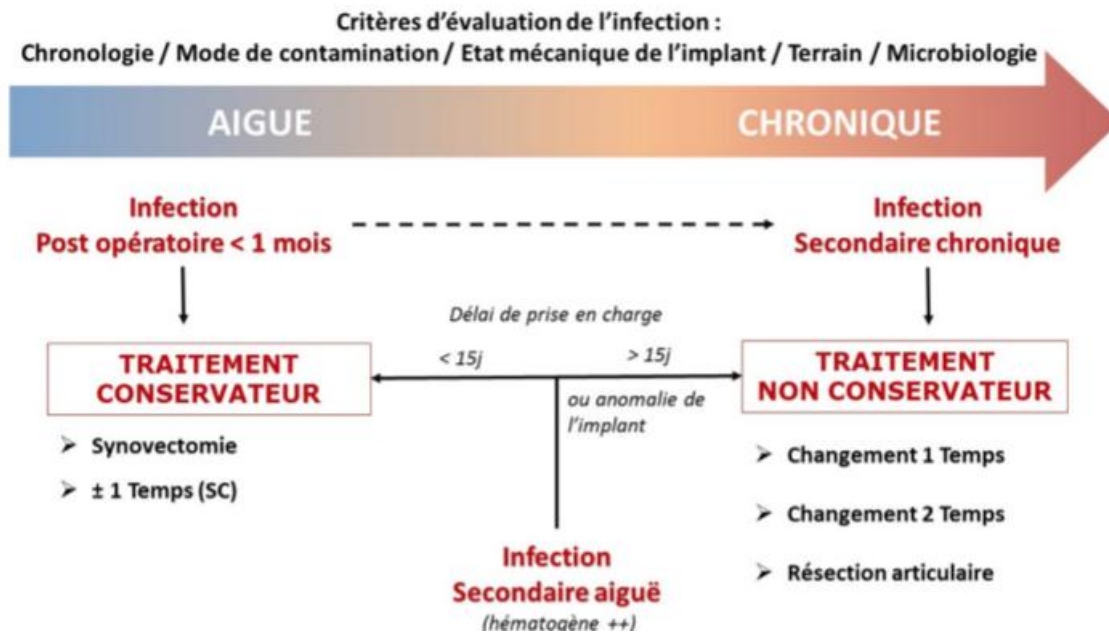 Critères d'évaluation de l'infection :
Chronologie / Mode de contamination / Etat mécanique de l'implant / Terrain / Microbiologie
AIGUE
CHRONIQUE
Infection
Post opératoire < 1 mois
Infection
Secondaire chronique
Délai de prise en charge
< 15j
> 15j
TRAITEMENT
CONSERVATEUR
TRAITEMENT
NON CONSERVATEUR
ou anomalie de
l'implant
➤ Synovectomie
➤ ± 1 Temps (SC)
➤ Changement 1 Temps
➤ Changement 2 Temps
➤ Résection articulaire
Infection
Secondaire aiguë
(hématogène ++)